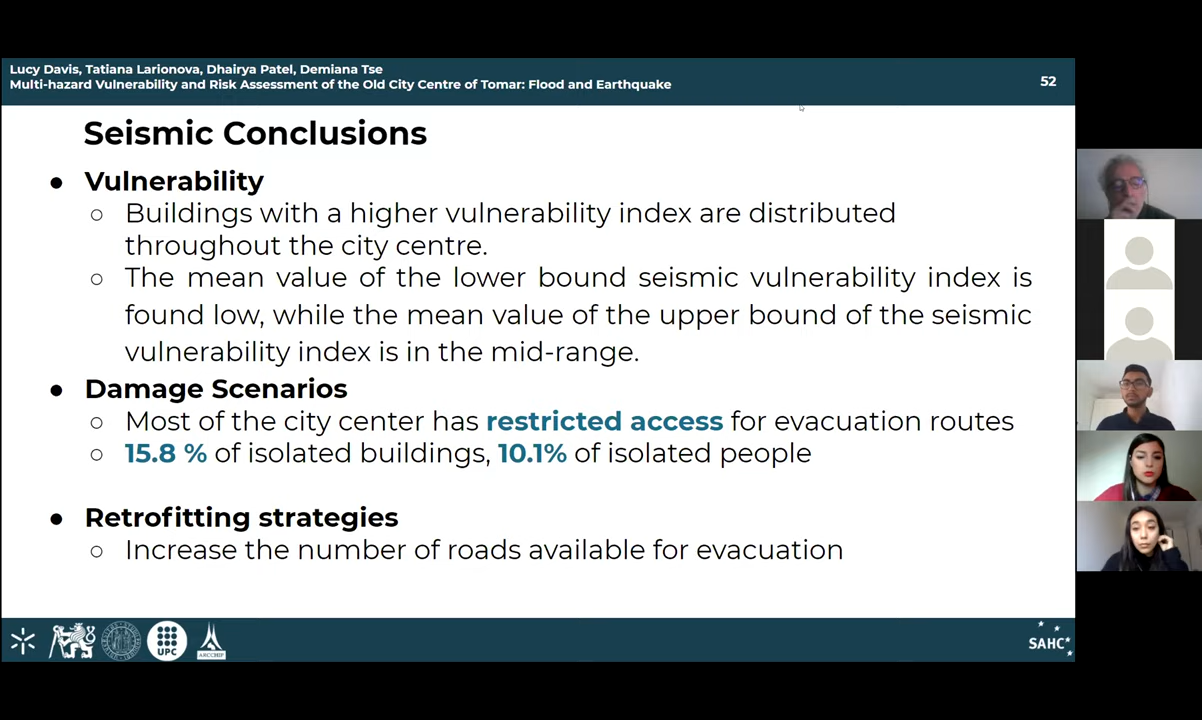 Lucy Davis, Tatiana Larionova, Dhairya Patel, Demiana Tse
Multi-hazard Vulnerability and Risk Assessment of the Old City Centre of Tomar: Flood and Earthquake
52
Seismic Conclusions
● Vulnerability
○ Buildings with a higher vulnerability index are distributed
throughout the city centre.
○ The mean value of the lower bound seismic vulnerability index is
found low, while the mean value of the upper bound of the seismic
vulnerability index is in the mid-range.
● Damage Scenarios
○ Most of the city center has restricted access for evacuation routes
○ 15.8 % of isolated buildings, 10.1% of isolated people
● Retrofitting strategies
○ Increase the number of roads available for evacuation
UPC
ARCCHIP
SAHC